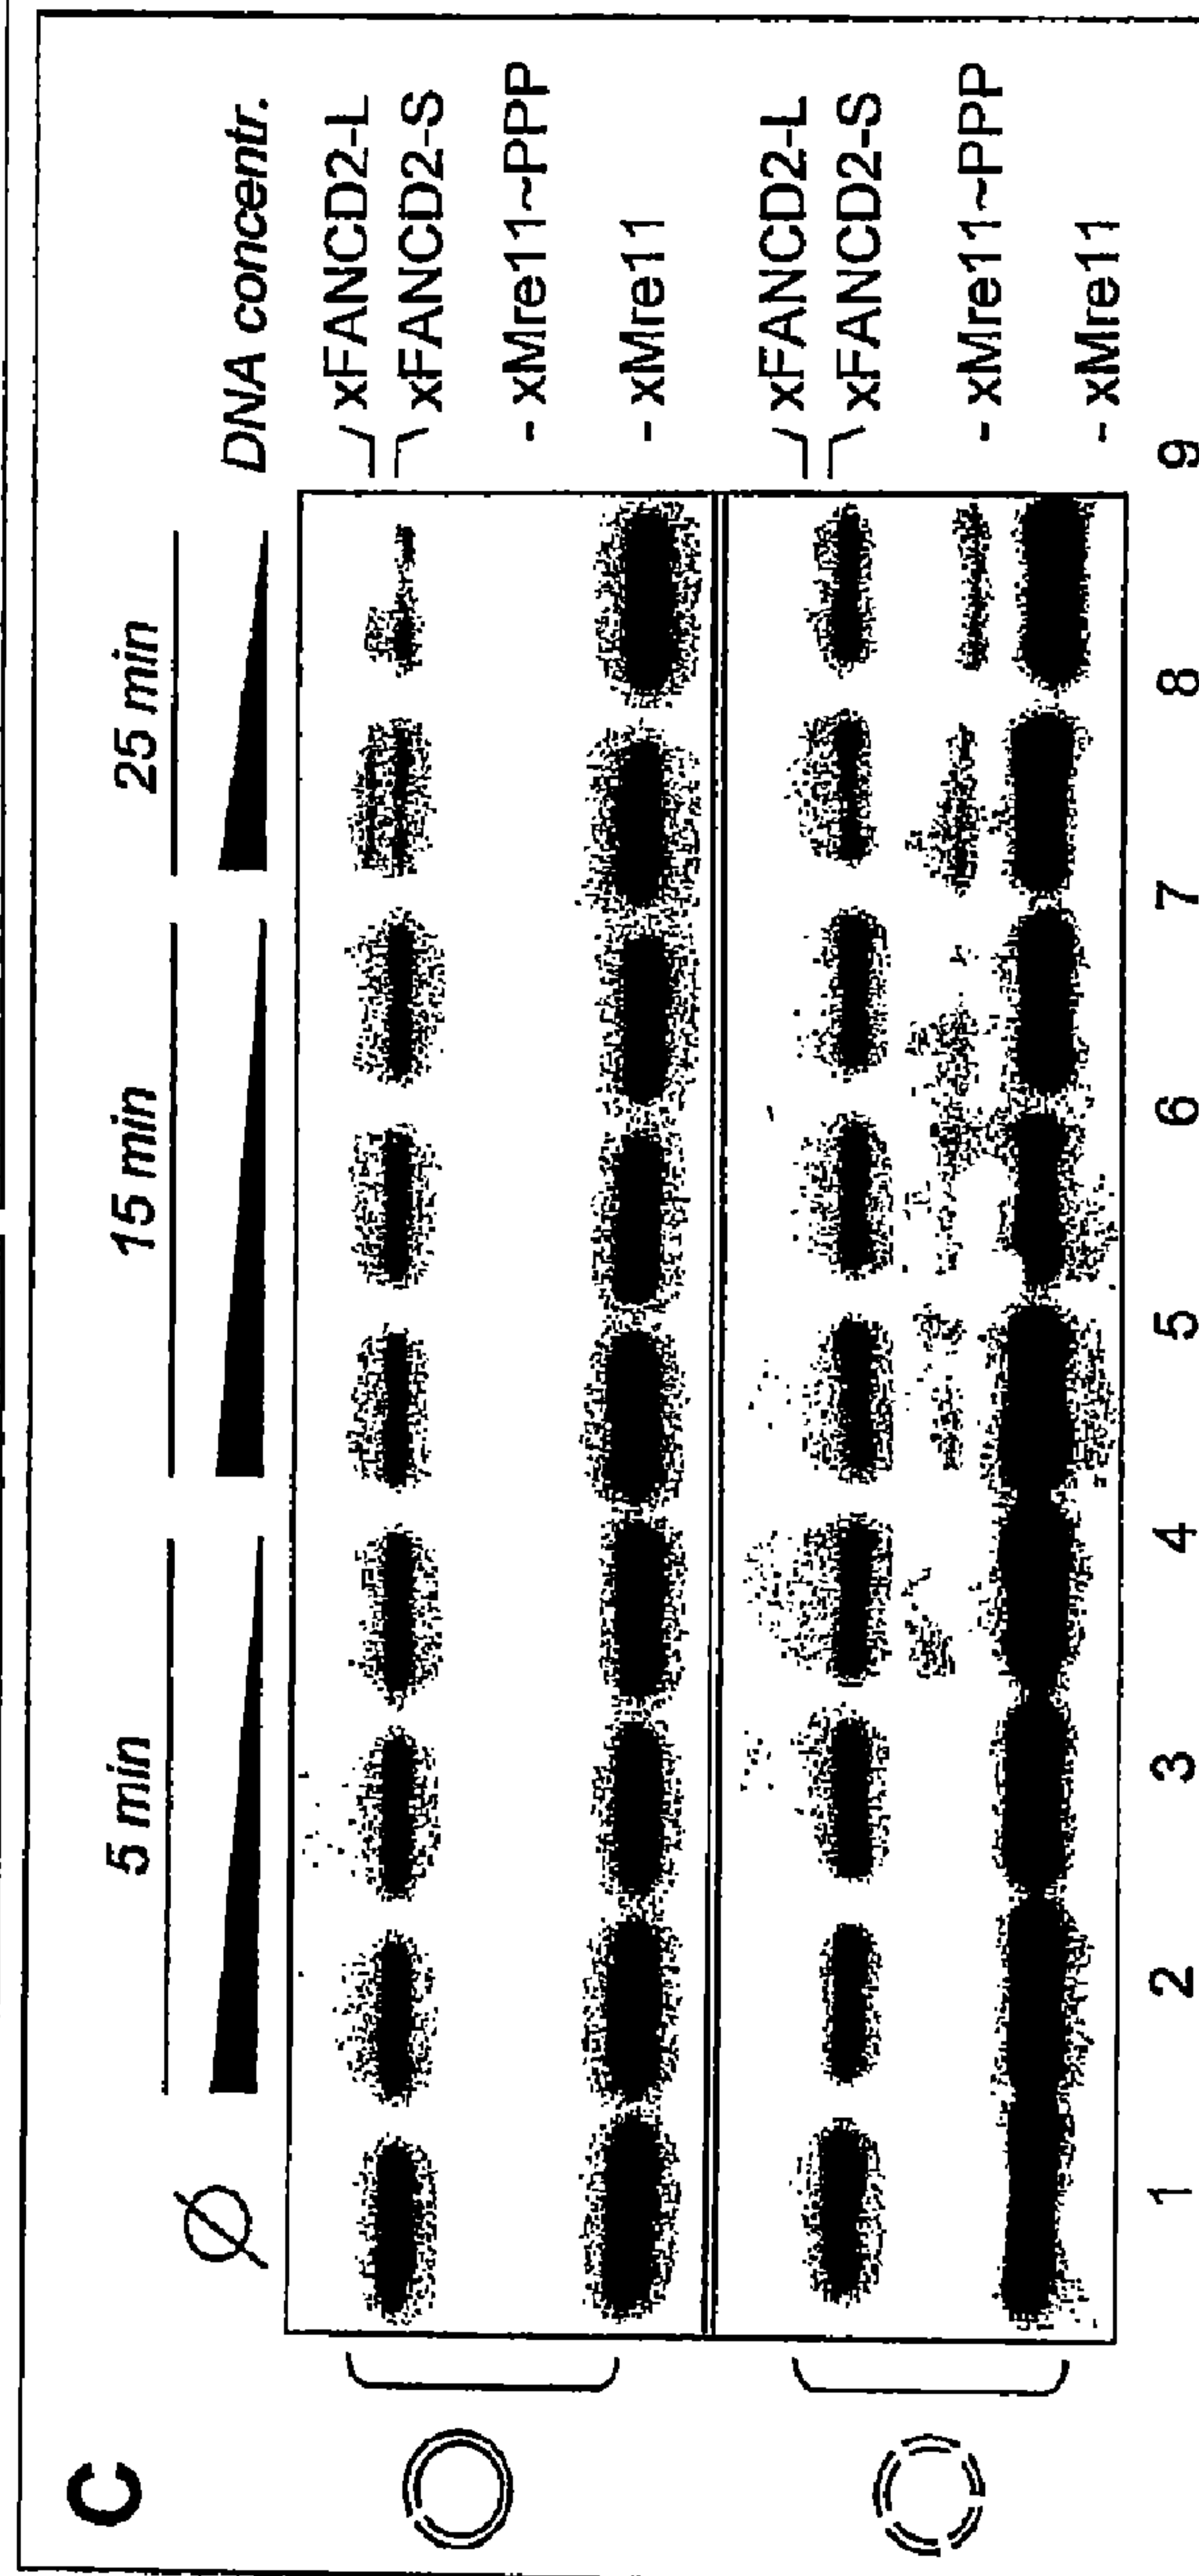 C
Ø
5 min
15 min
25 min
DNA concentr.
xFANCD2-L
xFANCD2-S
- xMre11~PPP
- xMre11
xFANCD2-L
xFANCD2-S
- xMre11~PPP
- xMre11
1 2 3 4 5 6 7 8 9